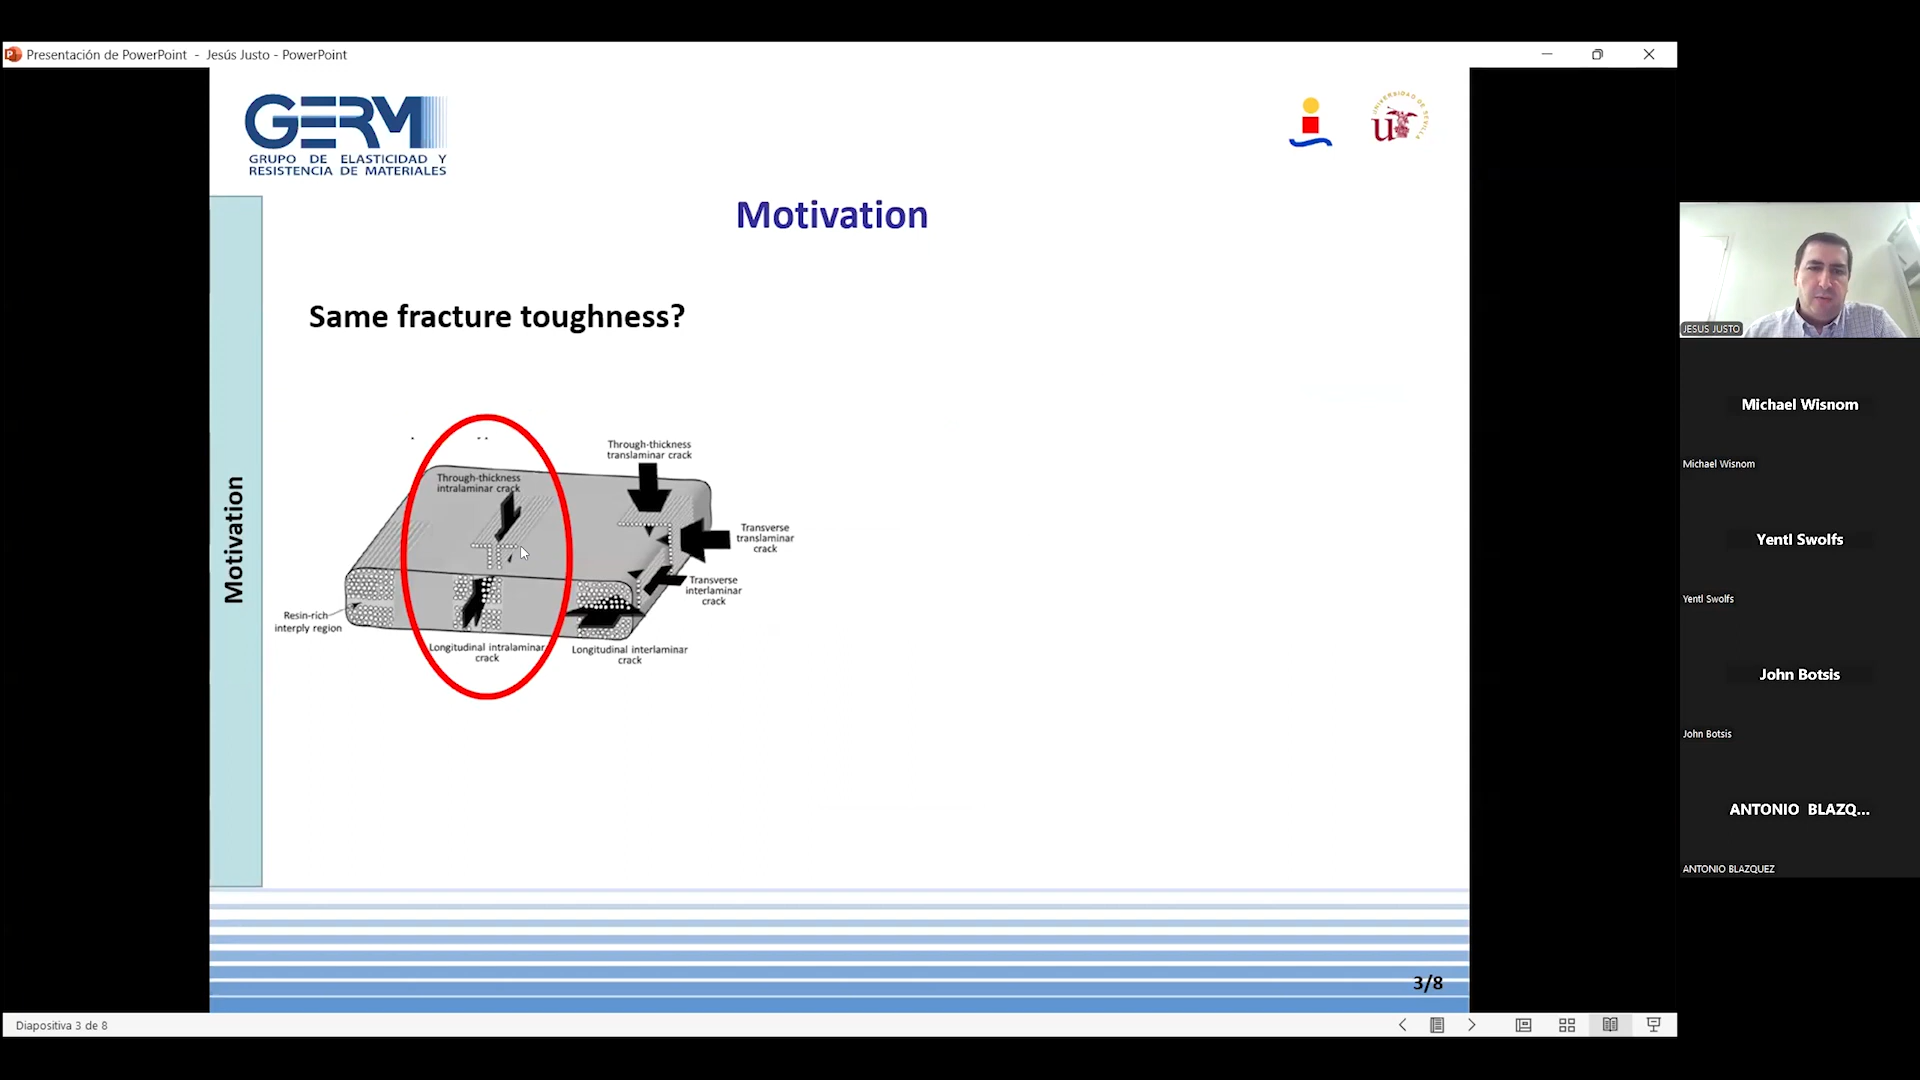 Presentación de PowerPoint - Jesús Justo - PowerPoint
GERM
GRUPO DE ELASTICIDAD Y
RESISTENCIA DE MATERIALES
UNIVERSIDAD DE SEVILLA
Motivation
Motivation
Same fracture toughness?
Through-thickness
translaminar crack
Through-thickness
intralaminar crack
Transverse
translaminar
crack
Transverse
interlaminar
crack
Resin-rich
interply region
Longitudinal intralaminar
crack
Longitudinal interlaminar
crack
3/8
Diapositiva 3 de 8
JESUS JUSTO
Michael Wisnom
Michael Wisnom
Yentl Swolfs
Yentl Swolfs
John Botsis
John Botsis
ANTONIO BLAZQ...
ANTONIO BLAZQUEZ